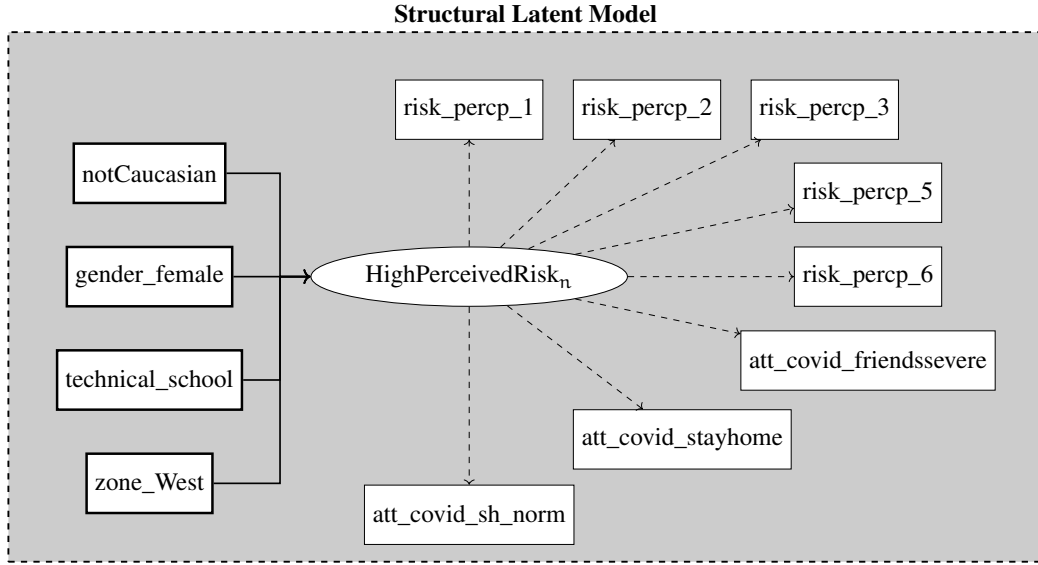 Structural Latent Model
risk_percp_1
risk_percp_2
risk_percp_3
notCaucasian
risk_percp_5
gender_female
HighPerceivedRiskₙ
risk_percp_6
technical_school
att_covid_friendssevere
att_covid_stayhome
zone_West
att_covid_sh_norm